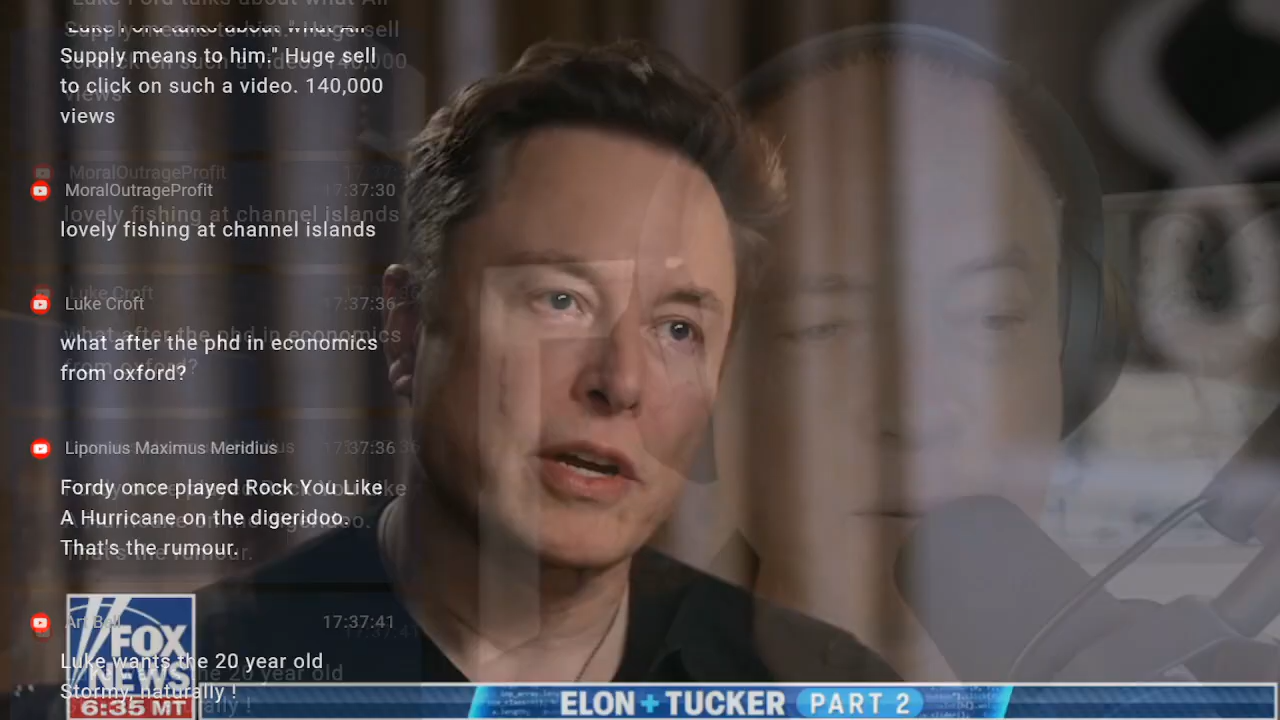 Supply means to him." Huge sell
to click on such a video. 140,000
views
MoralOutrageProfit 17:37:30
lovely fishing at channel islands
Luke Croft 17:37:36
what after the phd in economics
from oxford?
Liponius Maximus Meridius 17:37:36
Fordy once played Rock You Like
A Hurricane on the digeridoo.
That's the rumour.
Art Bell 17:37:41
Luke wants the 20 year old
Stormy, naturally !
FOX
NEWS
6:35 MT
ELON + TUCKER PART 2